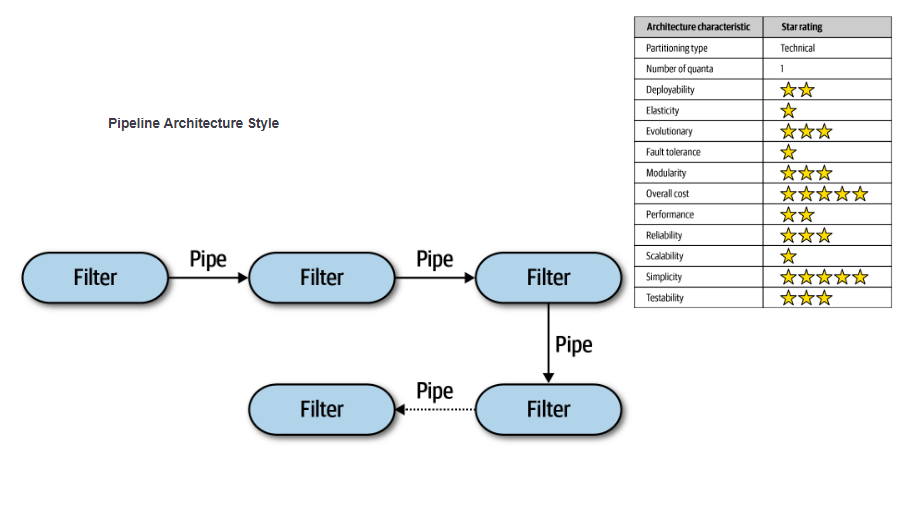 Architecture characteristic Star rating
Partitioning type Technical
Number of quanta 1
Deployability
Elasticity
Evolutionary
Fault tolerance
Modularity
Overall cost
Performance
Reliability
Scalability
Simplicity
Testability
Pipeline Architecture Style
Filter Pipe Filter Pipe Filter
Pipe
Filter Pipe Filter